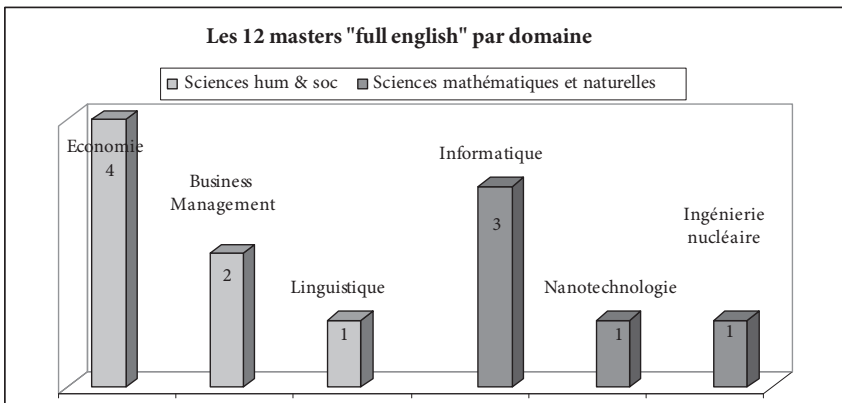 Les 12 masters "full english" par domaine
Sciences hum & soc Sciences mathématiques et naturelles
Economie
4
Business
Management
2
Linguistique
1
Informatique
3
Nanotechnologie
1
Ingénierie
nucléaire
1